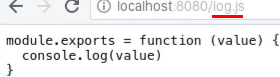 localhost:8080/log.js
module.exports = function (value) {
  console.log(value)
}